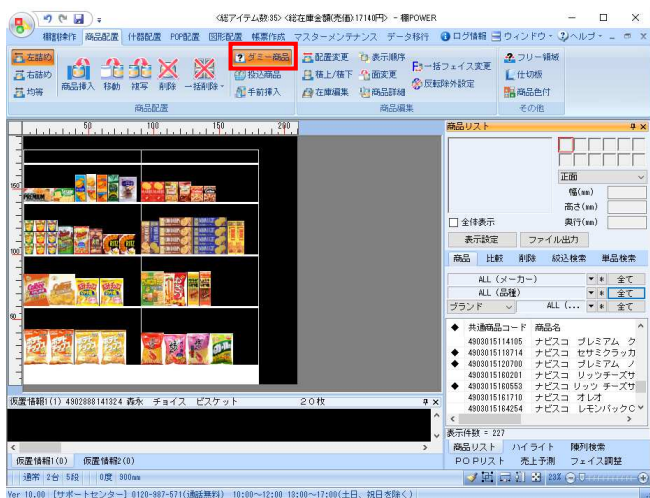 <総アイテム数:35> <総在庫金額(売価)17140円> - 棚POWER
棚割操作 商品配置 什器配置 POP配置 図形配置 帳票作成 マスターメンテナンス データ移行 ログ情報 ウィンドウ ヘルプ
左詰め
右詰め
均等
商品挿入 移動 複写 削除 一括削除
ダミー商品
投込商品
手前挿入
商品配置
配置変更 表示順序
積上/積下 面変更
在庫編集 商品詳細
一括フェイス変更
反転除外設定
商品編集
フリー領域
仕切板
商品色付
その他
50 100 150 200
150
100
商品リスト
正面
幅(mm)
高さ(mm)
奥行(mm)
全体表示
表示設定 ファイル出力
商品 比較 削除 絞込検索 単品検索
ALL (メーカー) 全て
ALL (品種) 全て
ブランド ALL (... 全て
◆ 共通商品コード 商品名
4903015114105 ナビスコ プレミアム ク
◆ 4903015118714 ナビスコ セサミクラッカ
◆ 4903015120700 ナビスコ プレミアム ノ
4903015160201 ナビスコ リッツチーズサ
◆ 4903015160553 ナビスコ リッツ チーズサ
4903015161710 ナビスコ オレオ
4903015164254 ナビスコ レモンパックC
表示件数 = 227
商品リスト ハイライト 陳列検索
POPリスト 売上予測 フェイス調整
仮置情報1(1) 4902888141324 森永 チョイス ビスケット 20枚
仮置情報1(0) 仮置情報2(0)
通常 2台 5段 0度 900mm
23%
Ver 10.00 [サポートセンター] 0120-987-571(通話無料) 10:00~12:00 13:00~17:00(土日、祝日を除く)